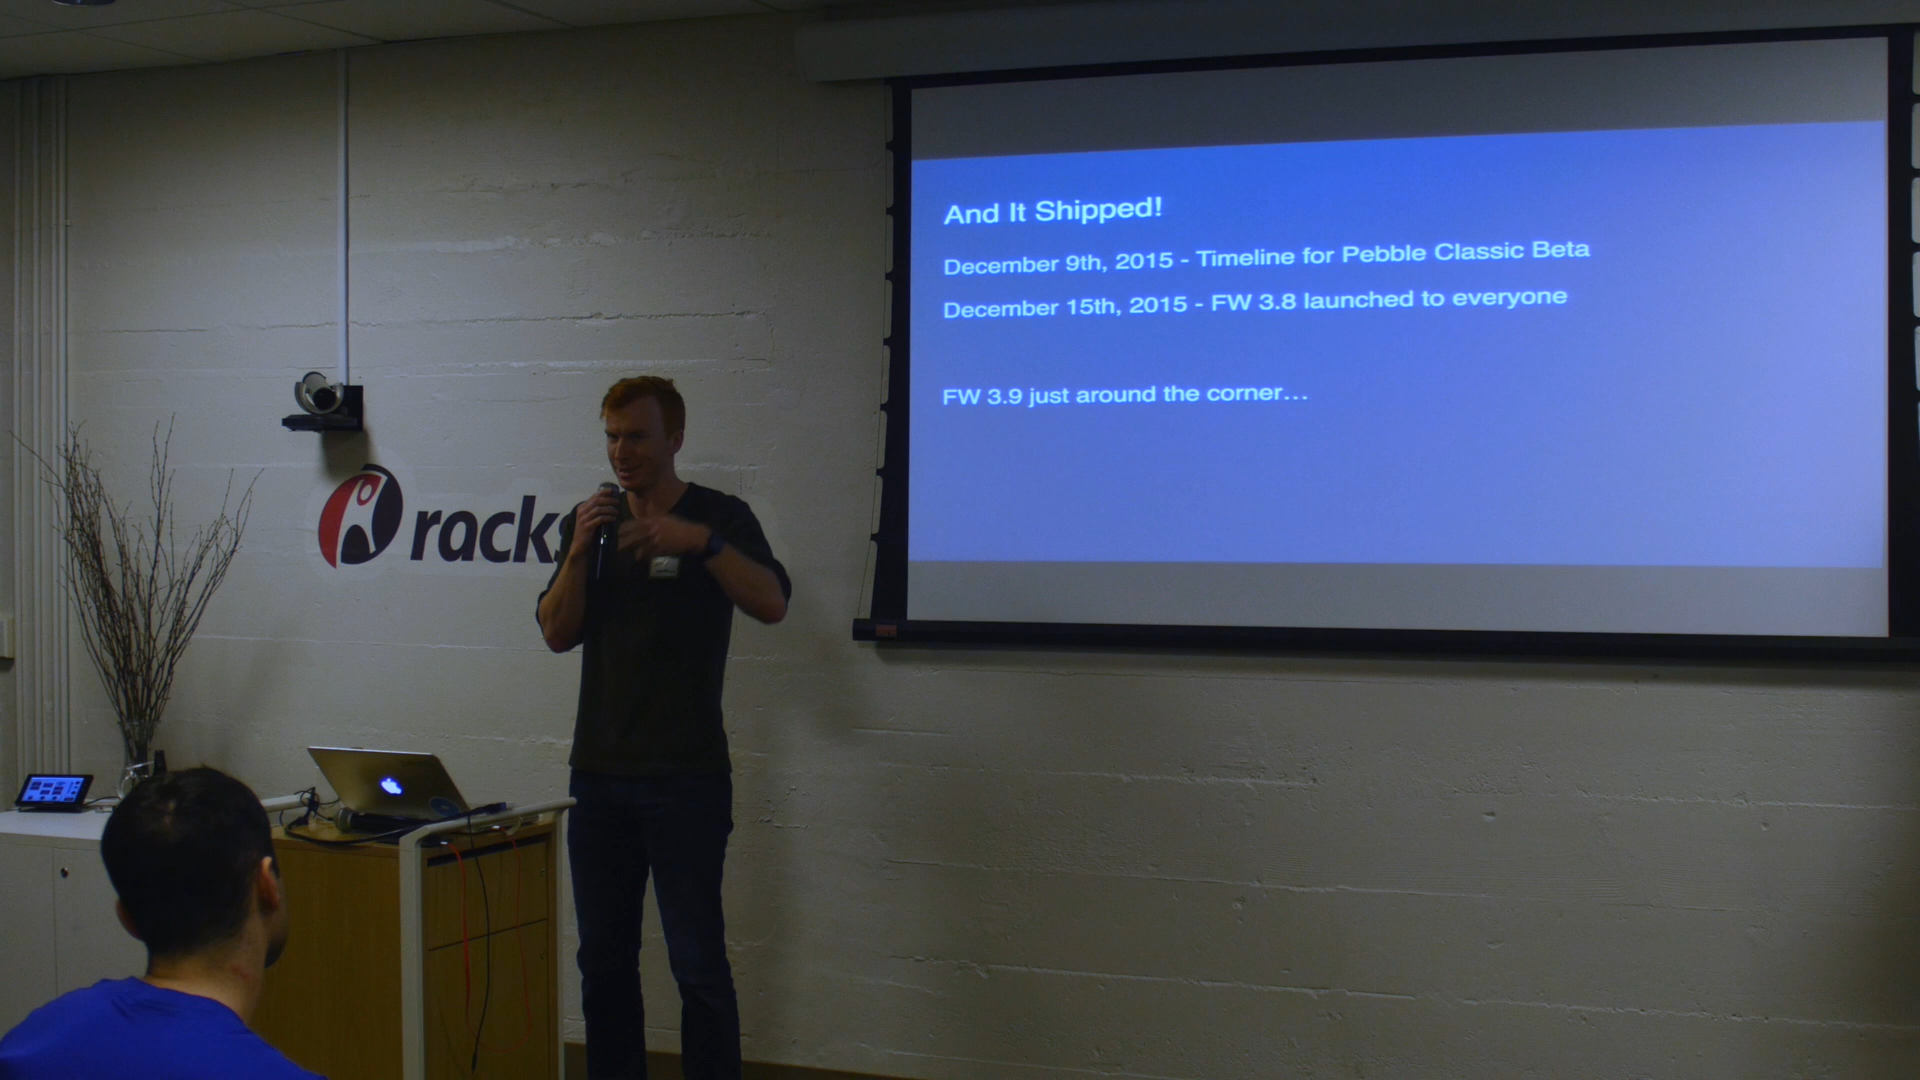 And It Shipped!
December 9th, 2015 - Timeline for Pebble Classic Beta
December 15th, 2015 - FW 3.8 launched to everyone
FW 3.9 just around the corner...
racks